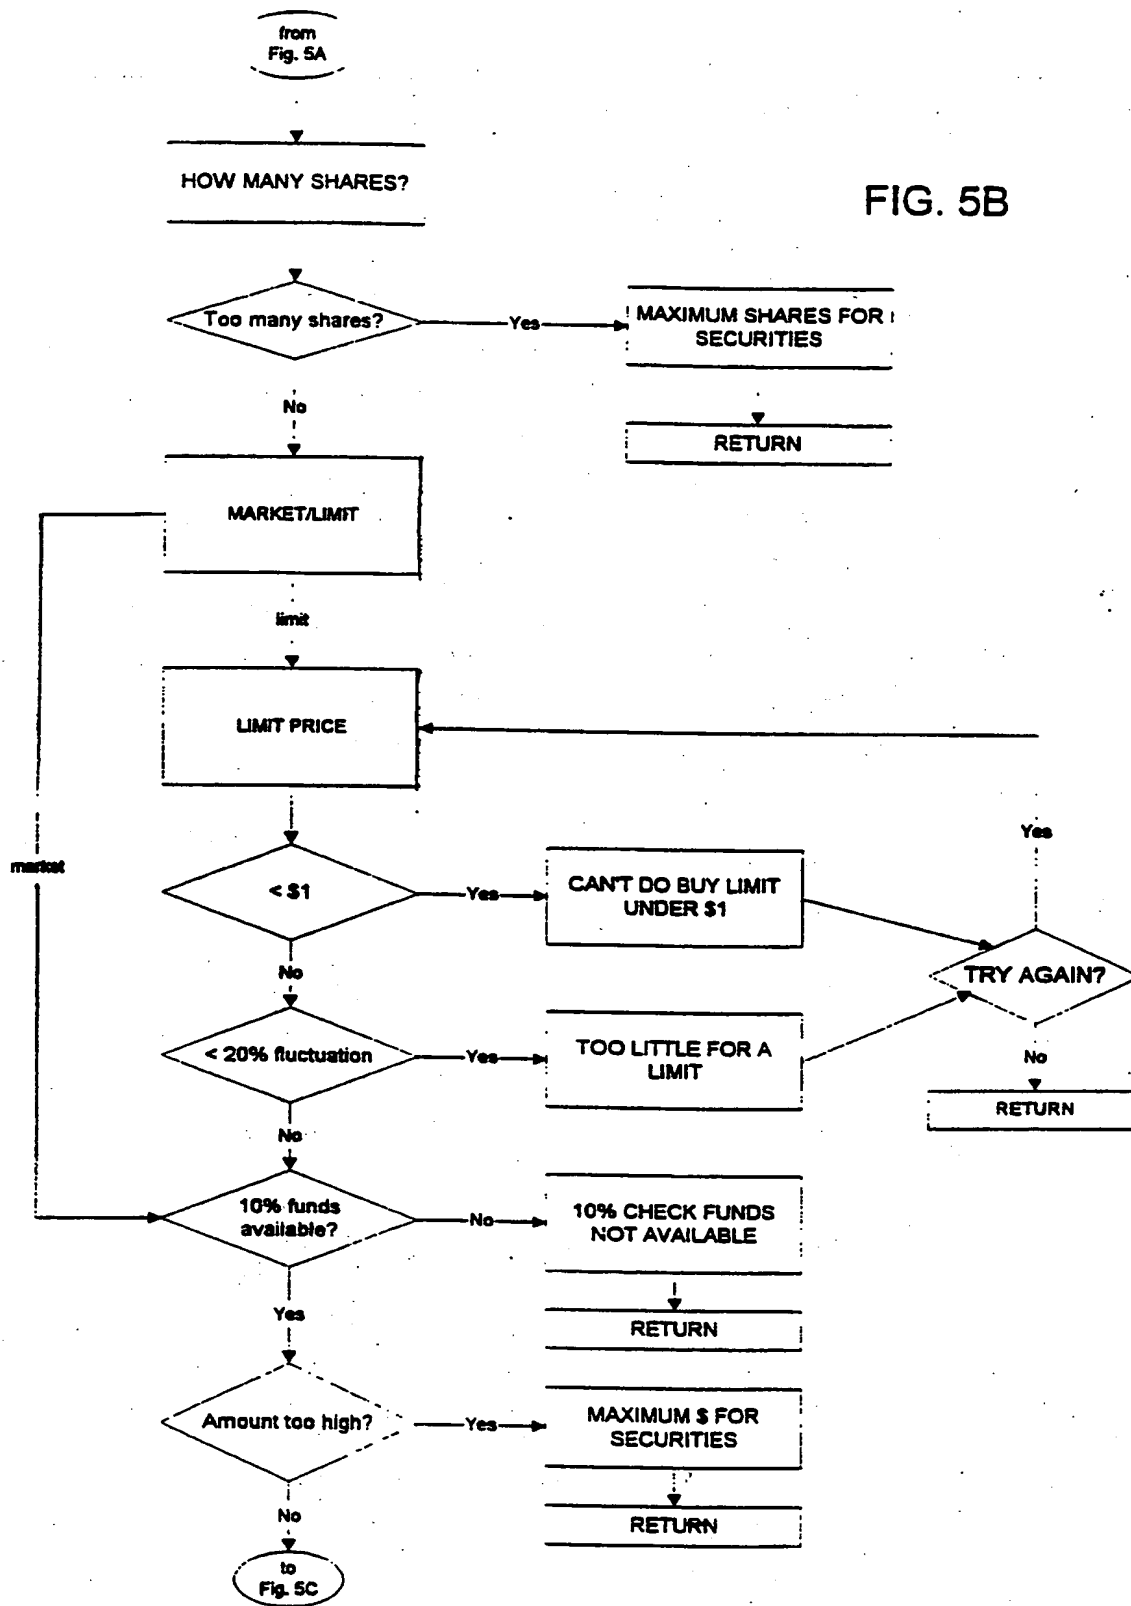 from
Fig. 5A
HOW MANY SHARES?
FIG. 5B
Too many shares?
Yes
MAXIMUM SHARES FOR
SECURITIES
No
RETURN
MARKET/LIMIT
limit
LIMIT PRICE
Yes
market
< $1
Yes
CAN'T DO BUY LIMIT
UNDER $1
TRY AGAIN?
No
< 20% fluctuation
Yes
TOO LITTLE FOR A
LIMIT
No
RETURN
No
10% funds
available?
No
10% CHECK FUNDS
NOT AVAILABLE
Yes
RETURN
Amount too high?
Yes
MAXIMUM $ FOR
SECURITIES
No
RETURN
to
Fig. 5C